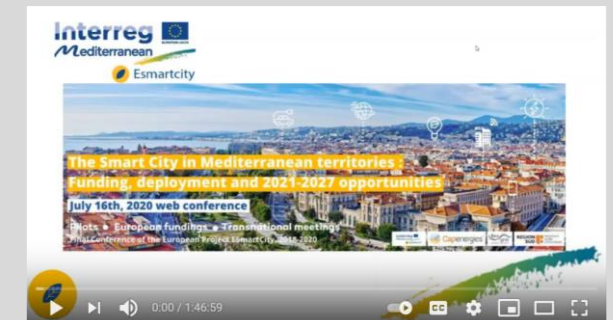 Interreg
Mediterranean
Esmartcity
The Smart City in Mediterranean territories :
Funding, deployment and 2021-2027 opportunities
July 16th, 2020 web conference
Pilots • European fundings • Transnational meetings
Final Conference of the European Project ESmartCity, 2018-2020
Capenergies
REGION
SUD
0:00 / 1:46:59
CC